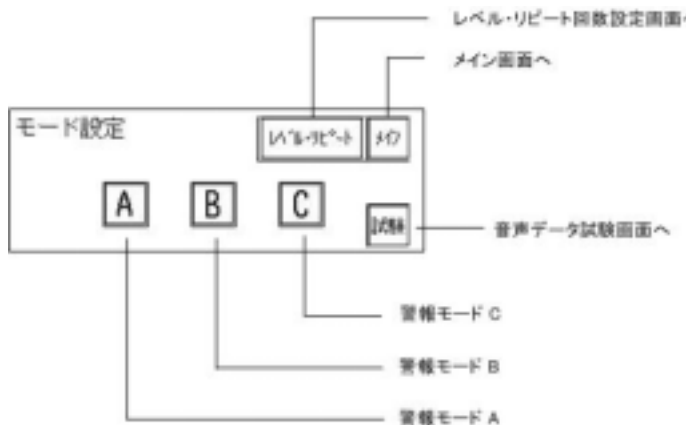 レベル・リピート回数設定画面へ
メイン画面へ
モード設定
レベル・リピート
メイン
A
B
C
試験
音声データ試験画面へ
警報モード C
警報モード B
警報モード A